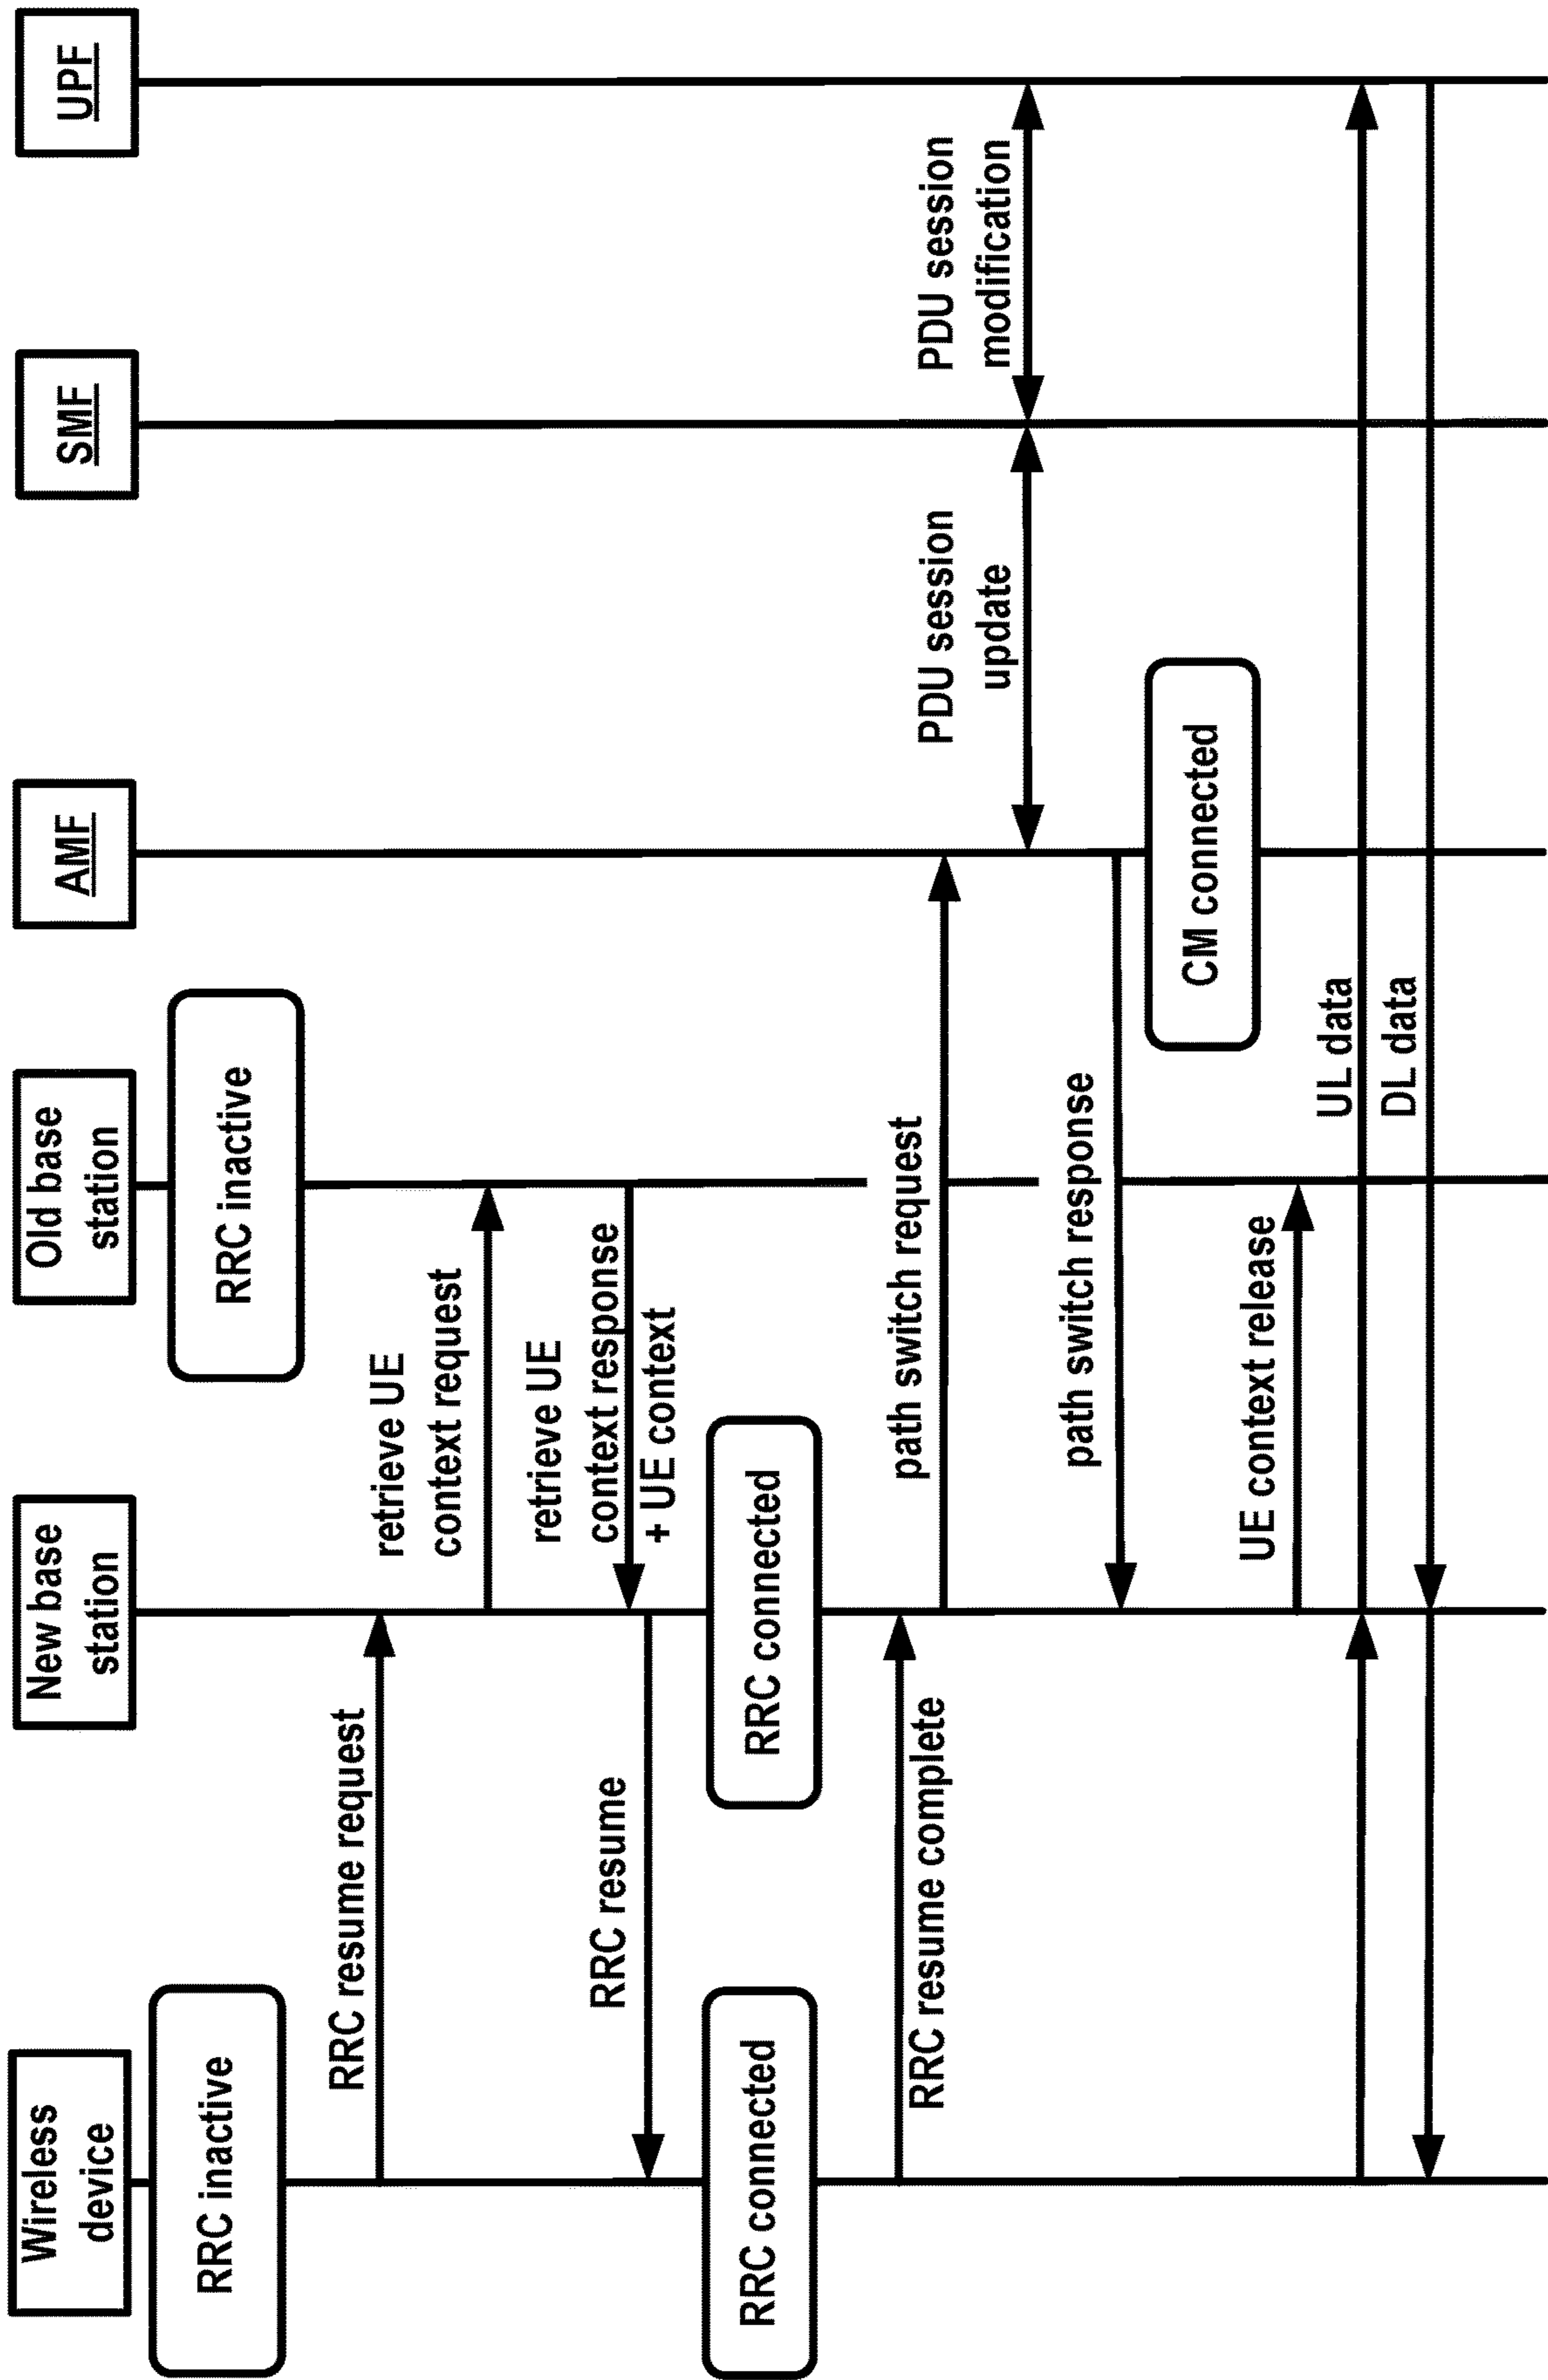 Wireless
device
New base
station
Old base
station
AMF
SMF
UPF
RRC inactive
RRC inactive
RRC resume request
retrieve UE
context request
retrieve UE
context response
+ UE context
RRC resume
RRC connected
RRC connected
RRC resume complete
path switch request
PDU session
update
PDU session
modification
path switch response
CM connected
UE context release
UL data
DL data